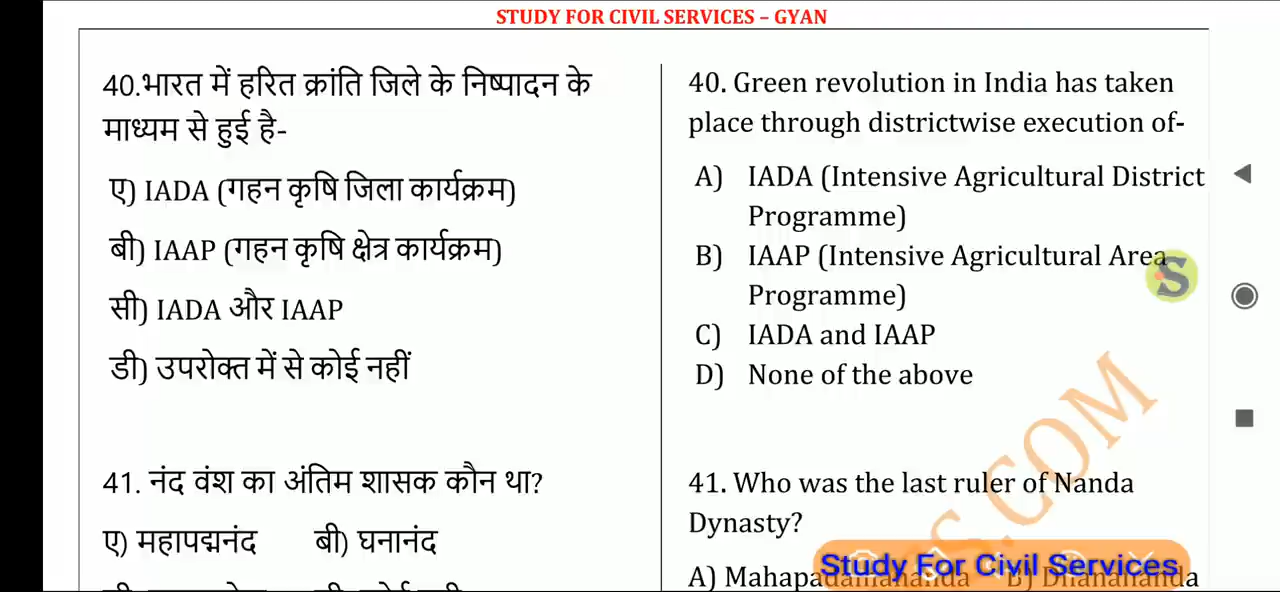 STUDY FOR CIVIL SERVICES – GYAN
40.भारत में हरित क्रांति जिले के निष्पादन के
माध्यम से हुई है-
ए) IADA (गहन कृषि जिला कार्यक्रम)
बी) IAAP (गहन कृषि क्षेत्र कार्यक्रम)
सी) IADA और IAAP
डी) उपरोक्त में से कोई नहीं
41. नंद वंश का अंतिम शासक कौन था?
ए) महापद्मनंद बी) घनानंद
40. Green revolution in India has taken
place through districtwise execution of-
A) IADA (Intensive Agricultural District
Programme)
B) IAAP (Intensive Agricultural Area
Programme)
C) IADA and IAAP
D) None of the above
41. Who was the last ruler of Nanda
Dynasty?
A) Mahapadamananda B) Dhanananda
Study For Civil Services
S
S.COM